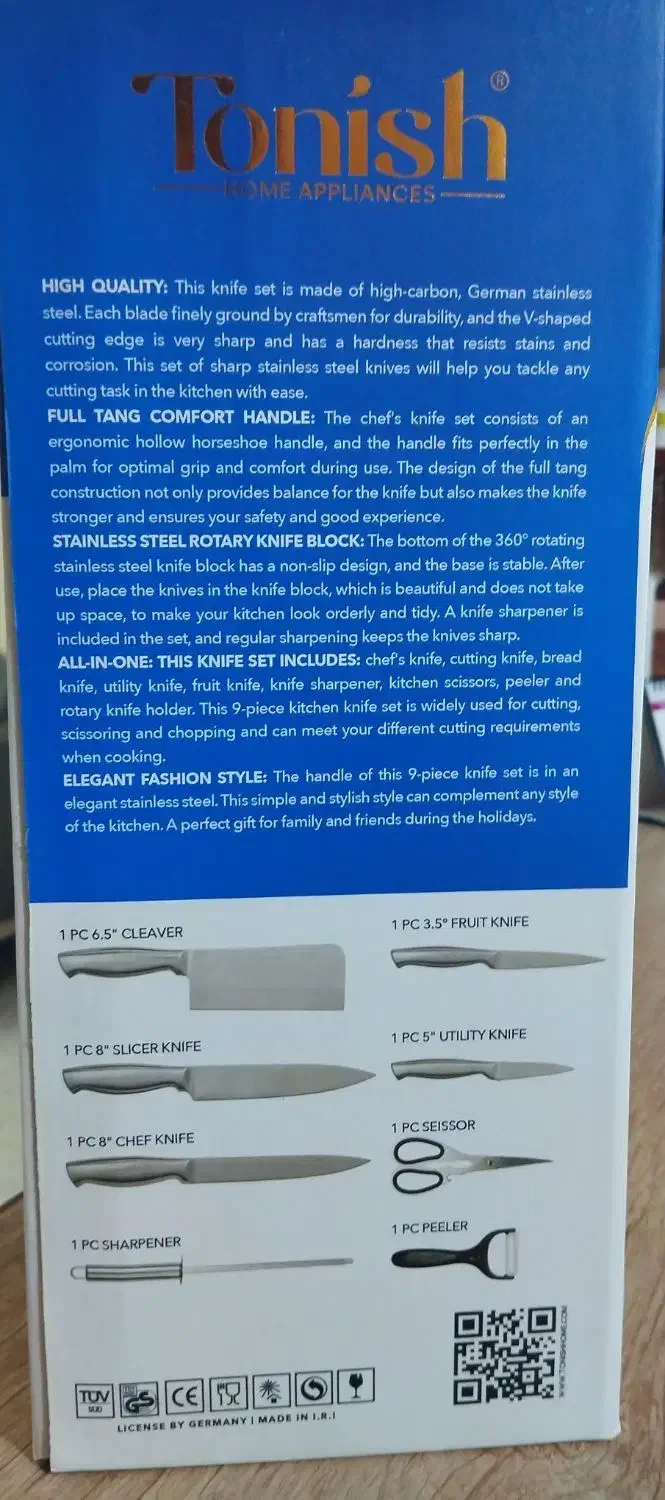 Tonish®
HOME APPLIANCES
HIGH QUALITY: This knife set is made of high-carbon, German stainless
steel. Each blade finely ground by craftsmen for durability, and the V-shaped
cutting edge is very sharp and has a hardness that resists stains and
corrosion. This set of sharp stainless steel knives will help you tackle any
cutting task in the kitchen with ease.
FULL TANG COMFORT HANDLE: The chef's knife set consists of an
ergonomic hollow horseshoe handle, and the handle fits perfectly in the
palm for optimal grip and comfort during use. The design of the full tang
construction not only provides balance for the knife but also makes the knife
stronger and ensures your safety and good experience.
STAINLESS STEEL ROTARY KNIFE BLOCK: The bottom of the 360° rotating
stainless steel knife block has a non-slip design, and the base is stable. After
use, place the knives in the knife block, which is beautiful and does not take
up space, to make your kitchen look orderly and tidy. A knife sharpener is
included in the set, and regular sharpening keeps the knives sharp.
ALL-IN-ONE: THIS KNIFE SET INCLUDES: chef's knife, cutting knife, bread
knife, utility knife, fruit knife, knife sharpener, kitchen scissors, peeler and
rotary knife holder. This 9-piece kitchen knife set is widely used for cutting,
scissoring and chopping and can meet your different cutting requirements
when cooking.
ELEGANT FASHION STYLE: The handle of this 9-piece knife set is in an
elegant stainless steel. This simple and stylish style can complement any style
of the kitchen. A perfect gift for family and friends during the holidays.
1 PC 6.5" CLEAVER
1 PC 8" SLICER KNIFE
1 PC 8" CHEF KNIFE
1 PC SHARPENER
1 PC 3.5° FRUIT KNIFE
1 PC 5" UTILITY KNIFE
1 PC SEISSOR
1 PC PEELER
WWW.TONISHHOME.COM
TÜV
SÜD
GS
CE
LICENSE BY GERMANY | MADE IN I.R.I